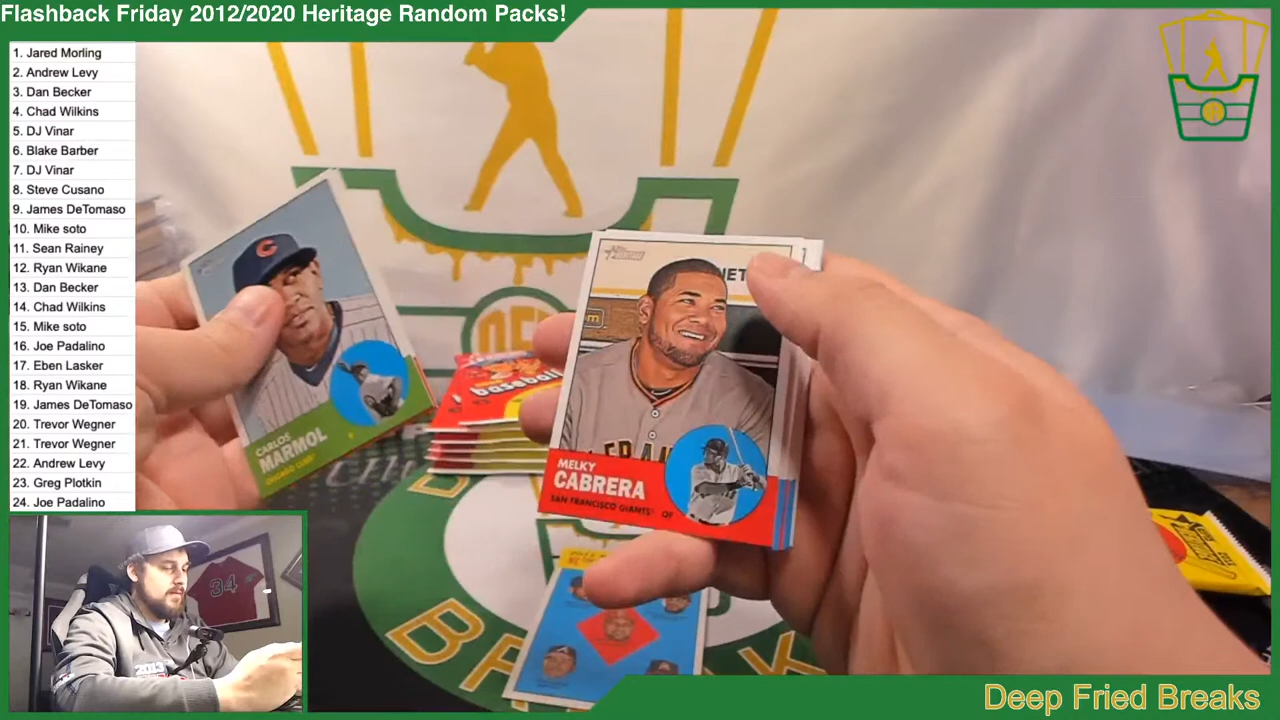 Flashback Friday 2012/2020 Heritage Random Packs!
1. Jared Morling
2. Andrew Levy
3. Dan Becker
4. Chad Wilkins
5. DJ Vinar
6. Blake Barber
7. DJ Vinar
8. Steve Cusano
9. James DeTomaso
10. Mike soto
11. Sean Rainey
12. Ryan Wikane
13. Dan Becker
14. Chad Wilkins
15. Mike soto
16. Joe Padalino
17. Eben Lasker
18. Ryan Wikane
19. James DeTomaso
20. Trevor Wegner
21. Trevor Wegner
22. Andrew Levy
23. Greg Plotkin
24. Joe Padalino
CARLOS
MARMOL
CHICAGO CUBS
baseball
MELKY
CABRERA
SAN FRANCISCO GIANTS OF
34
2013
Deep Fried Breaks